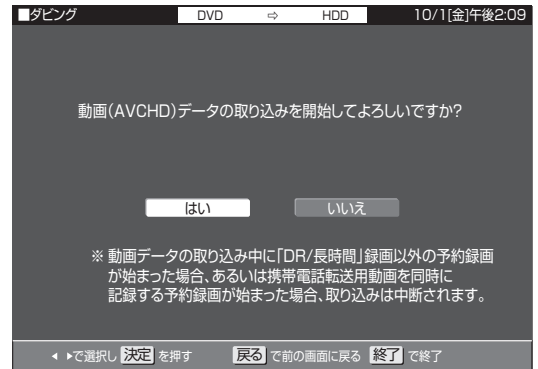 ■ダビング DVD ⇨ HDD 10/1[金]午後2:09
動画(AVCHD)データの取り込みを開始してよろしいですか?
はい いいえ
※ 動画データの取り込み中に「DR/長時間」録画以外の予約録画
が始まった場合、あるいは携帯電話転送用動画を同時に
記録する予約録画が始まった場合、取り込みは中断されます。
◀ ▶で選択し 決定 を押す 戻る で前の画面に戻る 終了 で終了